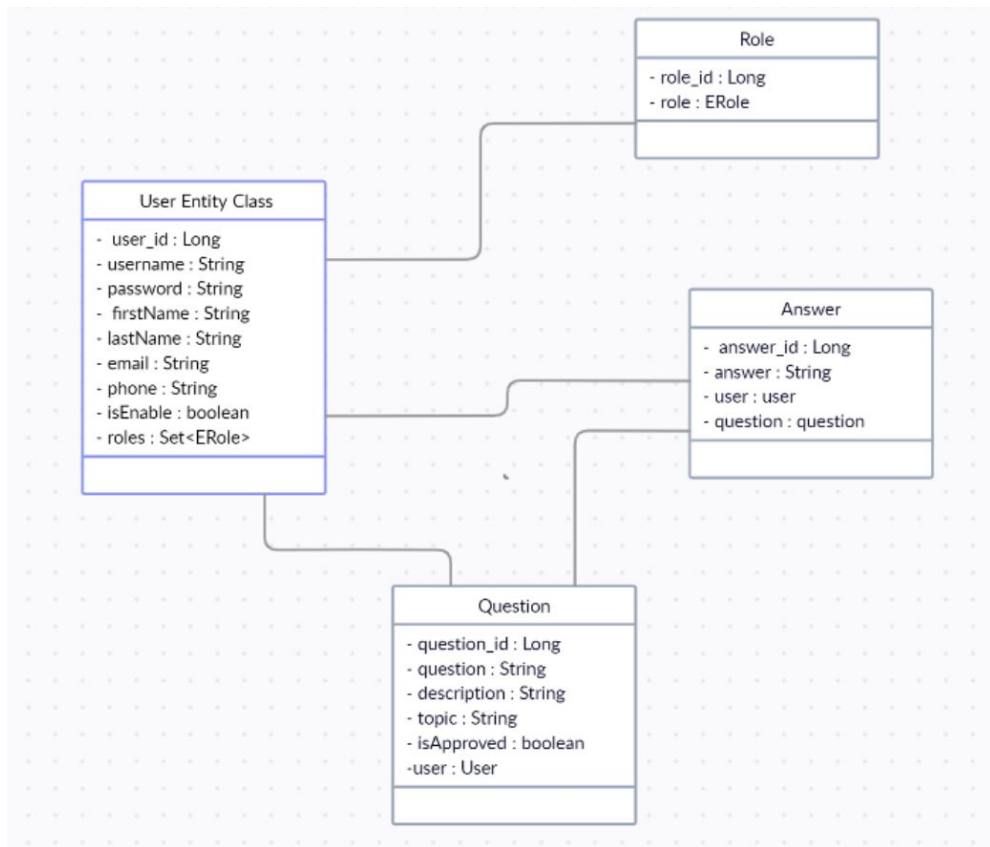 Role
- role_id : Long
- role : ERole
User Entity Class
- user_id : Long
- username : String
- password : String
- firstName : String
- lastName : String
- email : String
- phone : String
- isEnable : boolean
- roles : Set<ERole>
Answer
- answer_id : Long
- answer : String
- user : user
- question : question
Question
- question_id : Long
- question : String
- description : String
- topic : String
- isApproved : boolean
-user : User